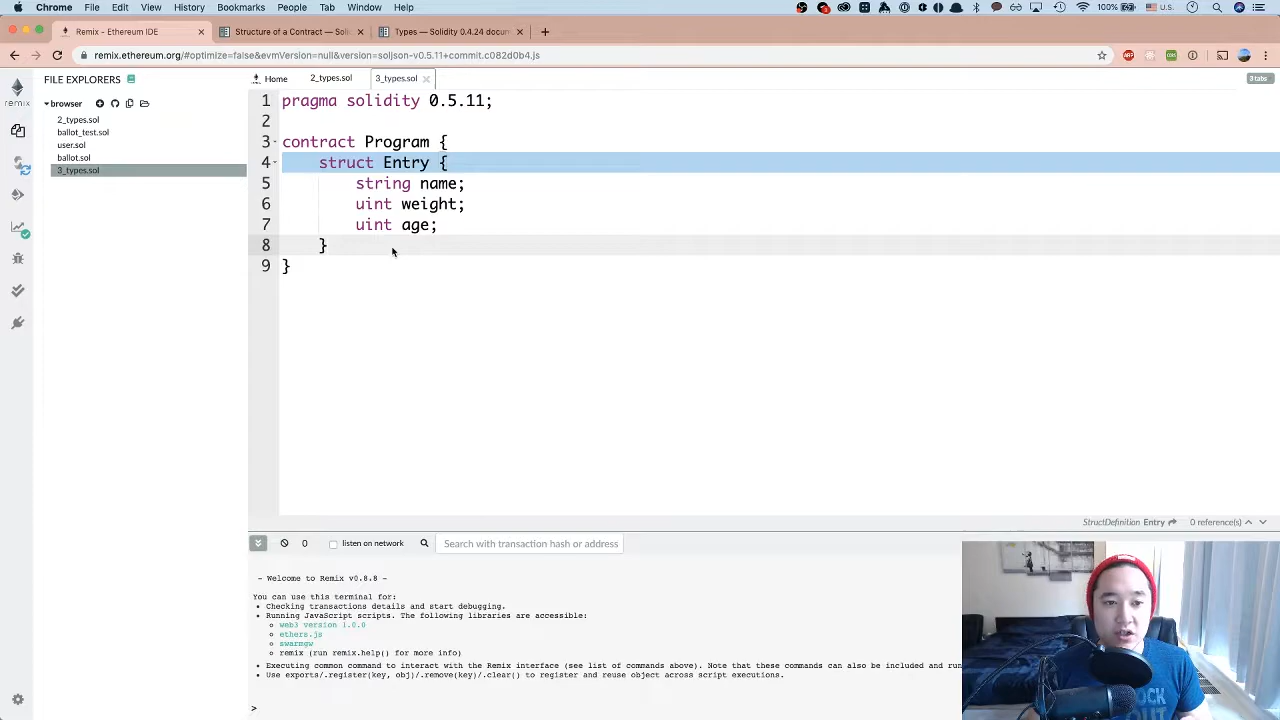 Chrome File Edit View History Bookmarks People Tab Window Help 100% U.S.
Remix - Ethereum IDE
Structure of a Contract — Solid
Types — Solidity 0.4.24 docum
remix.ethereum.org/#optimize=false&evmVersion=null&version=soljson-v0.5.11+commit.c082d0b4.js
FILE EXPLORERS
Home 2_types.sol 3_types.sol 3 tabs
remix
browser
2_types.sol
ballot_test.sol
user.sol
ballot.sol
3_types.sol
1 pragma solidity 0.5.11;
2
3 contract Program {
4 struct Entry {
5 string name;
6 uint weight;
7 uint age;
8 }
9 }
StructDefinition Entry 0 reference(s)
0 listen on network Search with transaction hash or address
- Welcome to Remix v0.8.8 -
You can use this terminal for:
• Checking transactions details and start debugging.
• Running JavaScript scripts. The following libraries are accessible:
web3 version 1.0.0
ethers.js
swarmgw
remix (run remix.help() for more info)
• Executing common command to interact with the Remix interface (see list of commands above). Note that these commands can also be included and run
• Use exports/.register(key, obj)/.remove(key)/.clear() to register and reuse object across script executions.
>